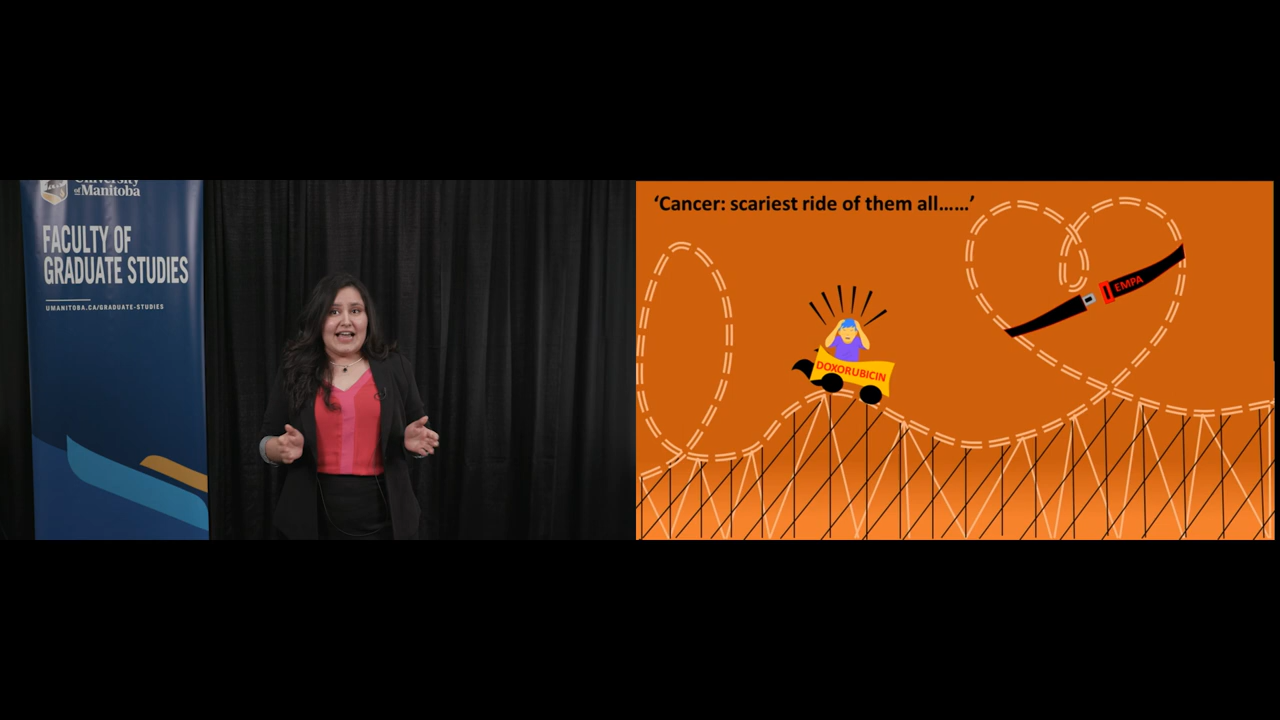 University
of Manitoba
FACULTY OF
GRADUATE STUDIES
UMANITOBA.CA/GRADUATE-STUDIES
‘Cancer: scariest ride of them all......’
EMPA
DOXORUBICIN